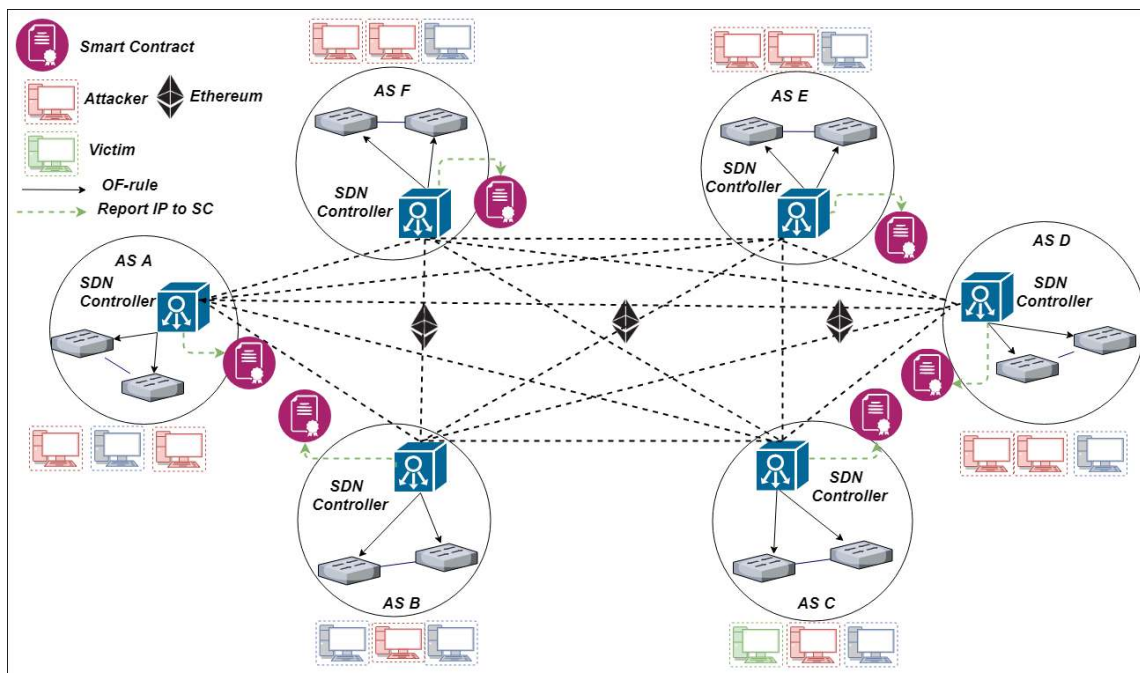 Smart Contract
Attacker
Ethereum
Victim
OF-rule
Report IP to SC
AS F
SDN
Controller
AS E
SDN
Controller
AS A
SDN
Controller
AS D
SDN
Controller
SDN
Controller
AS B
SDN
Controller
AS C